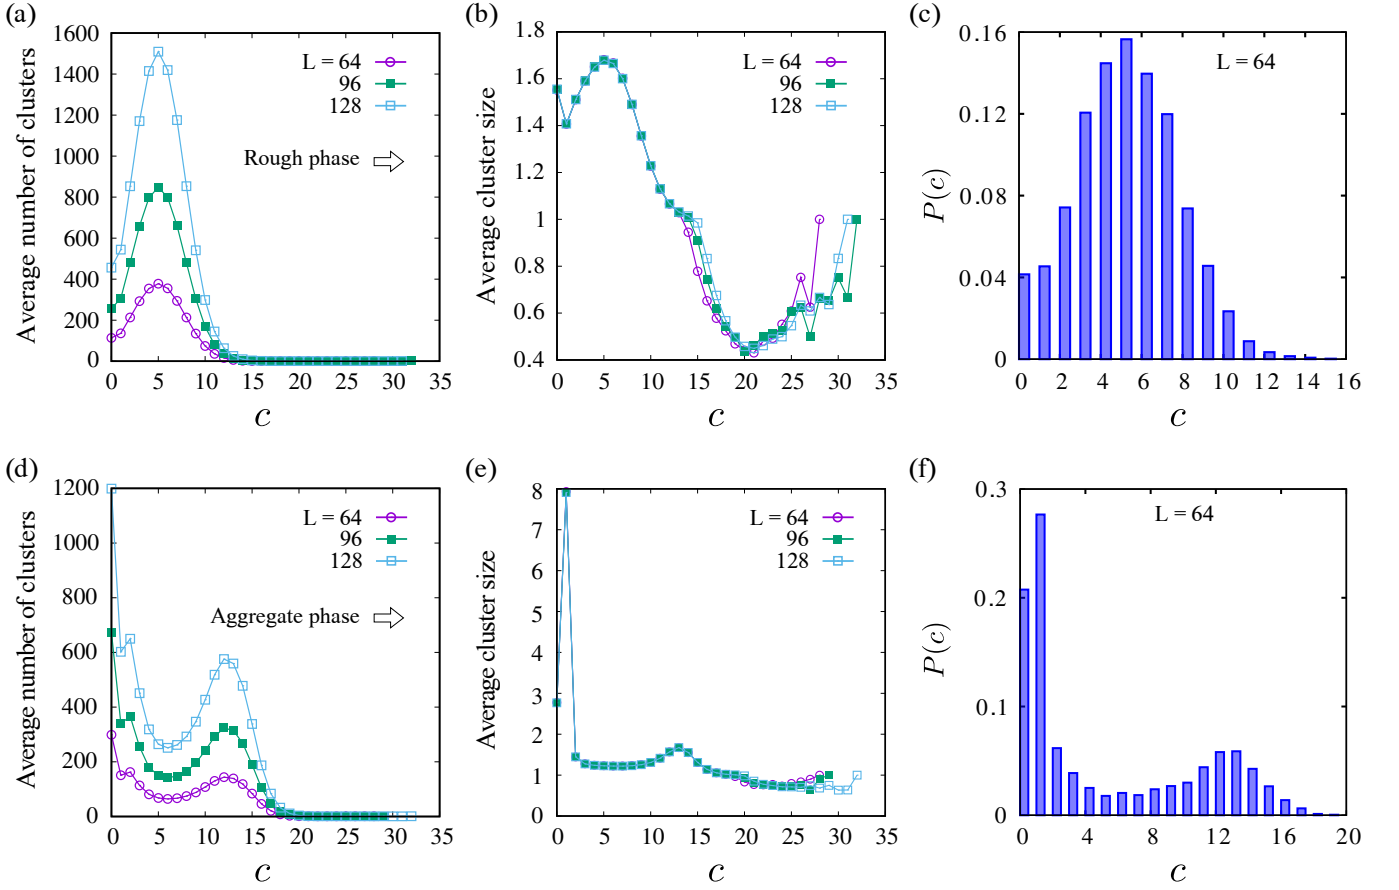 (a)
Average number of clusters
1600
1400
1200
1000
800
600
400
200
0
0 5 10 15 20 25 30 35
c
L = 64
96
128
Rough phase
(b)
Average cluster size
1.8
1.6
1.4
1.2
1
0.8
0.6
0.4
0 5 10 15 20 25 30 35
c
L = 64
96
128
(c)
P(c)
0.16
0.12
0.08
0.04
0
0 2 4 6 8 10 12 14 16
c
L = 64
(d)
Average number of clusters
1200
1000
800
600
400
200
0
0 5 10 15 20 25 30 35
c
L = 64
96
128
Aggregate phase
(e)
Average cluster size
8
7
6
5
4
3
2
1
0
0 5 10 15 20 25 30 35
c
L = 64
96
128
(f)
P(c)
0.3
0.2
0.1
0
0 4 8 12 16 20
c
L = 64